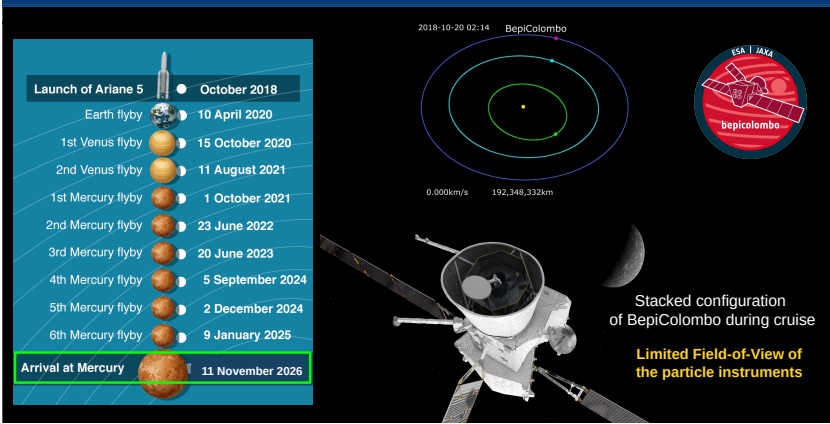 Launch of Ariane 5 October 2018
Earth flyby 10 April 2020
1st Venus flyby 15 October 2020
2nd Venus flyby 11 August 2021
1st Mercury flyby 1 October 2021
2nd Mercury flyby 23 June 2022
3rd Mercury flyby 20 June 2023
4th Mercury flyby 5 September 2024
5th Mercury flyby 2 December 2024
6th Mercury flyby 9 January 2025
Arrival at Mercury 11 November 2026
2018-10-20 02:14 BepiColombo
0.000km/s 192,348,332km
ESA | JAXA
bepicolombo
Stacked configuration
of BepiColombo during cruise
Limited Field-of-View of
the particle instruments